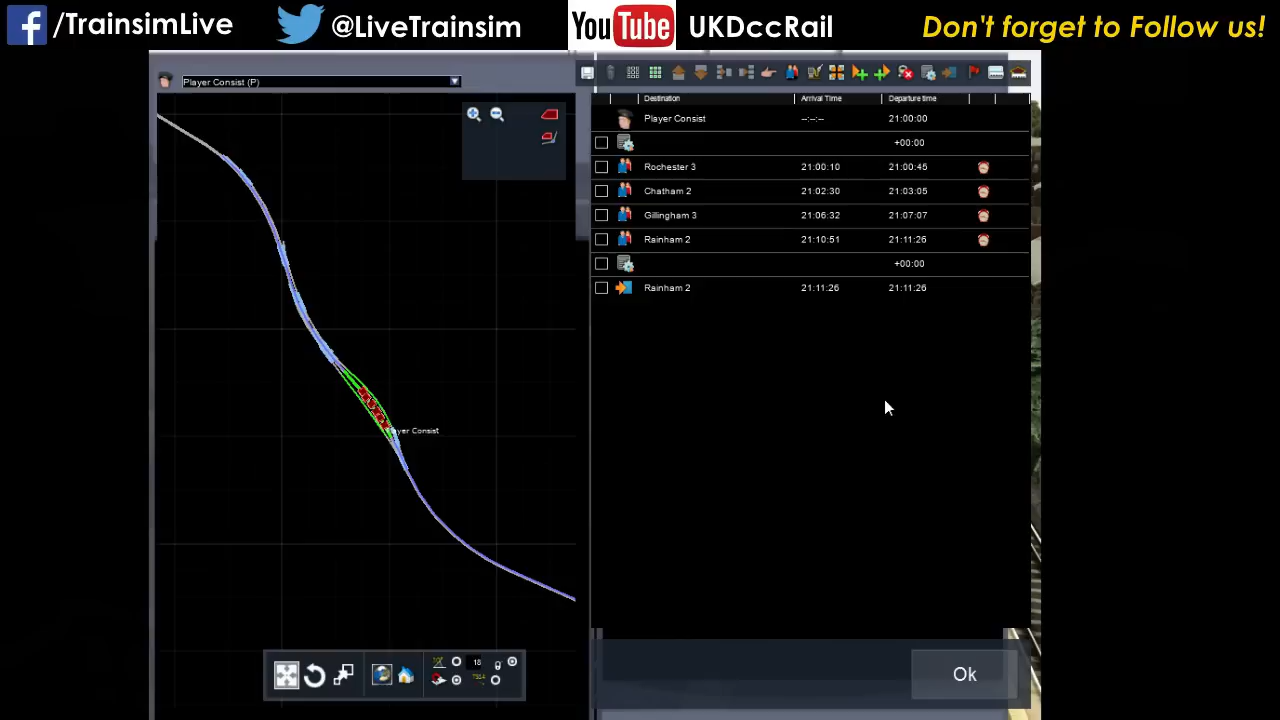 /TrainsimLive @LiveTrainsim YouTube UKDccRail Don't forget to Follow us!
Player Consist (P)
Destination Arrival Time Departure time
Player Consist --:--:-- 21:00:00
+00:00
Rochester 3 21:00:10 21:00:45
Chatham 2 21:02:30 21:03:05
Gillingham 3 21:06:32 21:07:07
Rainham 2 21:10:51 21:11:26
+00:00
Rainham 2 21:11:26 21:11:26
yer Consist
18
Ok